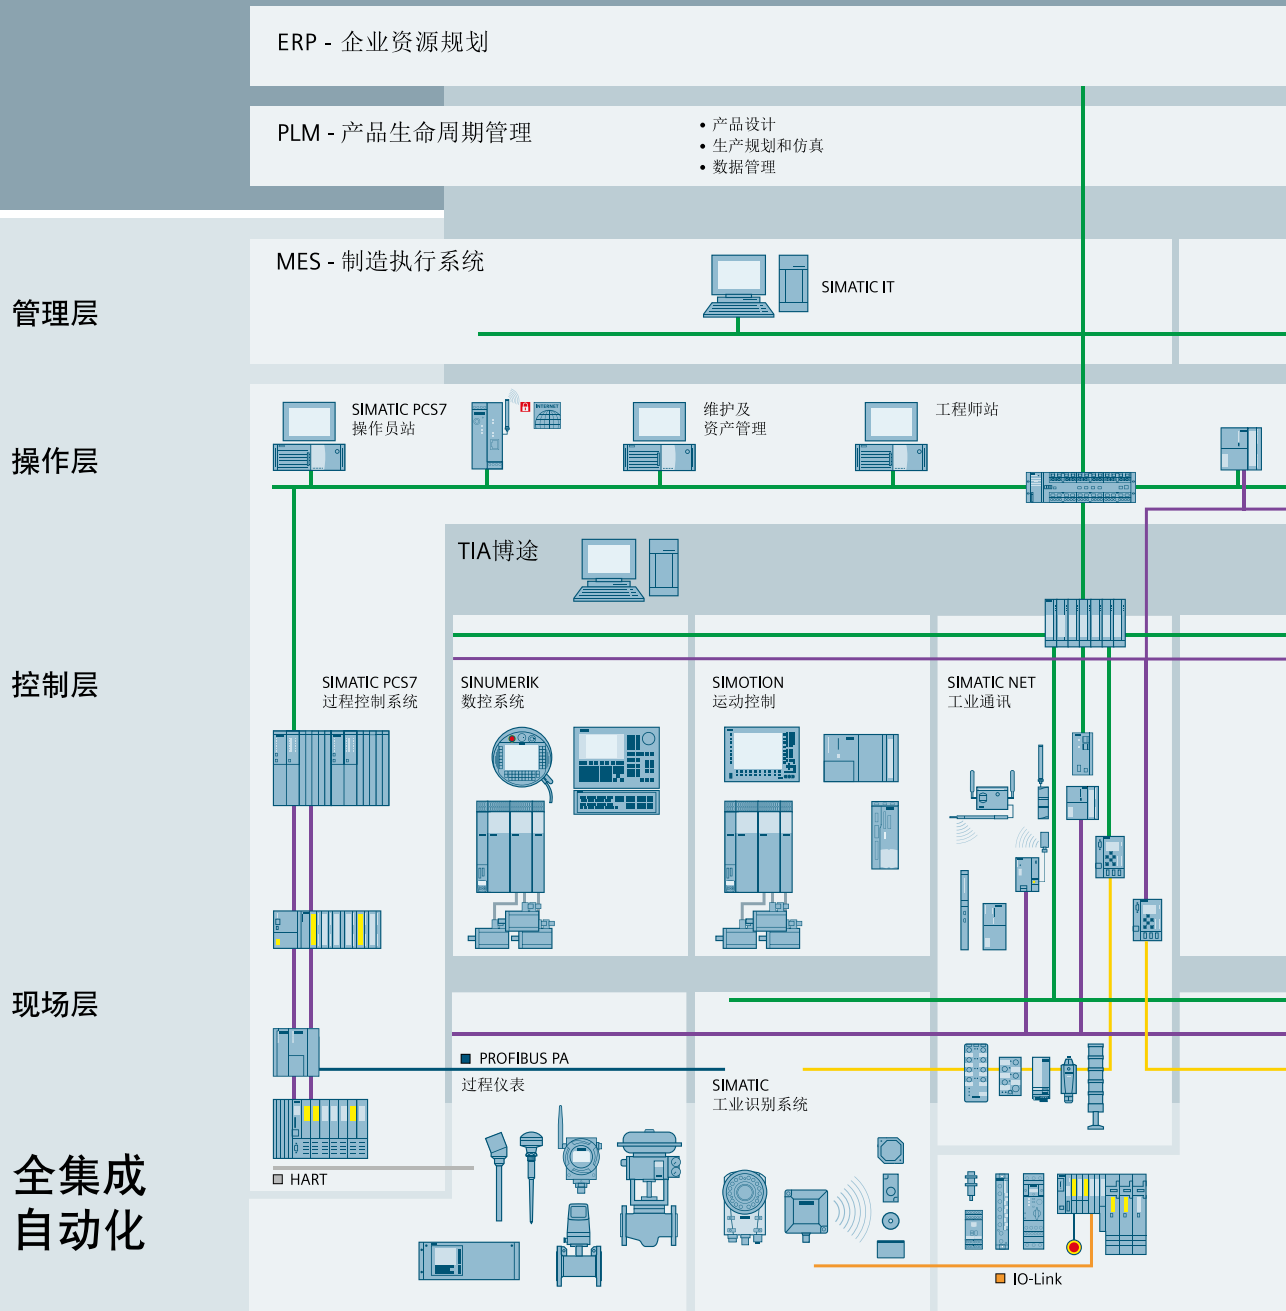 ERP - 企业资源规划
PLM - 产品生命周期管理
• 产品设计
• 生产规划和仿真
• 数据管理
MES - 制造执行系统
SIMATIC IT
管理层
SIMATIC PCS7
操作员站
INTERNET
维护及
资产管理
工程师站
操作层
TIA博途
控制层
SIMATIC PCS7
过程控制系统
SINUMERIK
数控系统
SIMOTION
运动控制
SIMATIC NET
工业通讯
现场层
PROFIBUS PA
过程仪表
SIMATIC
工业识别系统
全集成
自动化
HART
IO-Link